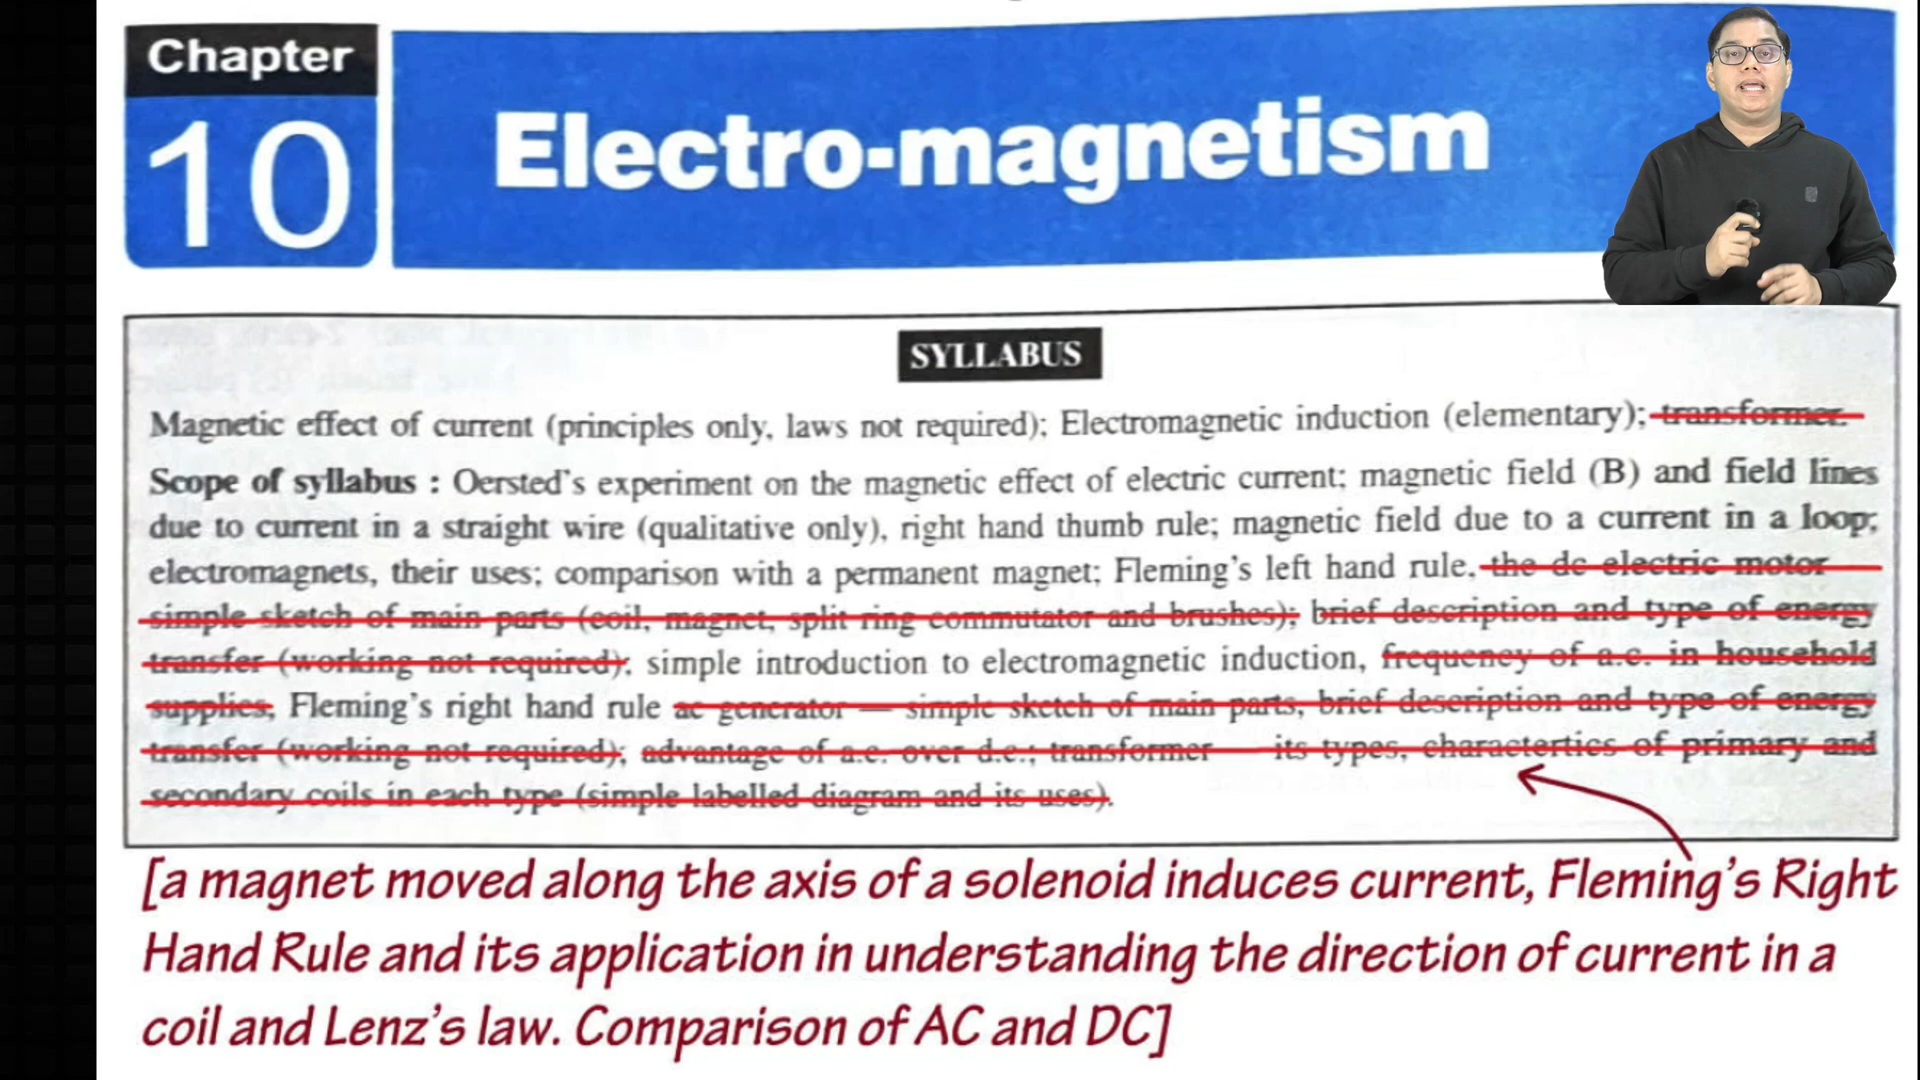 Chapter
10
Electro-magnetism
SYLLABUS
Magnetic effect of current (principles only, laws not required); Electromagnetic induction (elementary); transformer.
Scope of syllabus : Oersted's experiment on the magnetic effect of electric current; magnetic field (B) and field lines
due to current in a straight wire (qualitative only), right hand thumb rule; magnetic field due to a current in a loop;
electromagnets, their uses; comparison with a permanent magnet; Fleming's left hand rule, the dc electric motor
simple sketch of main parts (coil, magnet, split ring commutator and brushes); brief description and type of energy
transfer (working not required); simple introduction to electromagnetic induction, frequency of a.c. in household
supplies, Fleming's right hand rule ac generator — simple sketch of main parts, brief description and type of energy
transfer (working not required); advantage of a.c. over d.c.; transformer its types, charactertics of primary and
secondary coils in each type (simple labelled diagram and its uses).
[a magnet moved along the axis of a solenoid induces current, Fleming's Right
Hand Rule and its application in understanding the direction of current in a
coil and Lenz's law. Comparison of AC and DC]